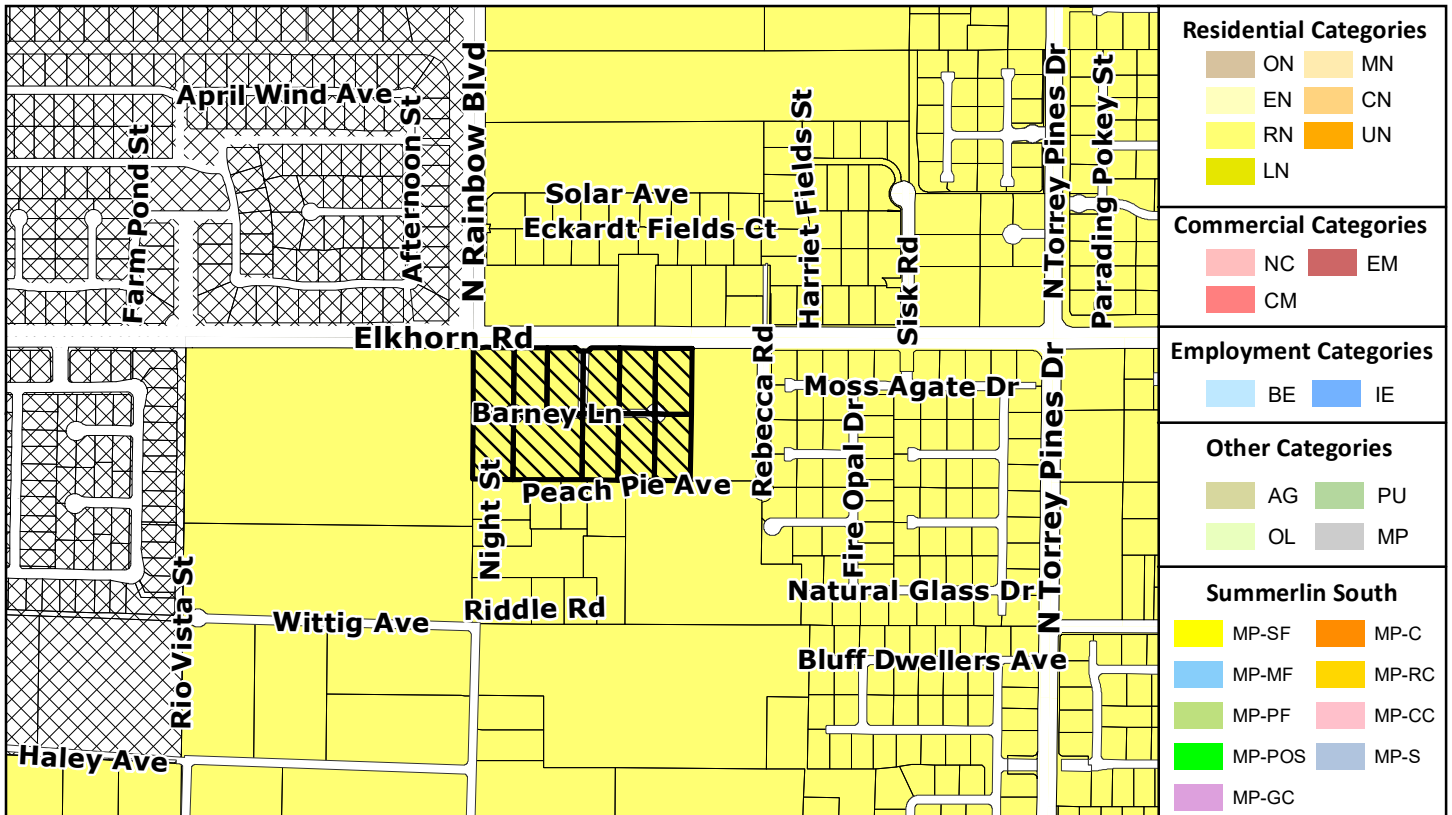 April Wind Ave
Farm Pond St
Afternoon St
N Rainbow Blvd
Solar Ave
Eckardt Fields Ct
Harriet Fields St
Sisk Rd
N Torrey Pines Dr
Parading Pokey St
Elkhorn Rd
Rebecca Rd
Moss Agate Dr
Barney Ln
Night St
Peach Pie Ave
Fire Opal Dr
N Torrey Pines Dr
Rio Vista St
Wittig Ave
Riddle Rd
Natural Glass Dr
Bluff Dwellers Ave
Haley Ave
Residential Categories
ON MN
EN CN
RN UN
LN
Commercial Categories
NC EM
CM
Employment Categories
BE IE
Other Categories
AG PU
OL MP
Summerlin South
MP-SF MP-C
MP-MF MP-RC
MP-PF MP-CC
MP-POS MP-S
MP-GC